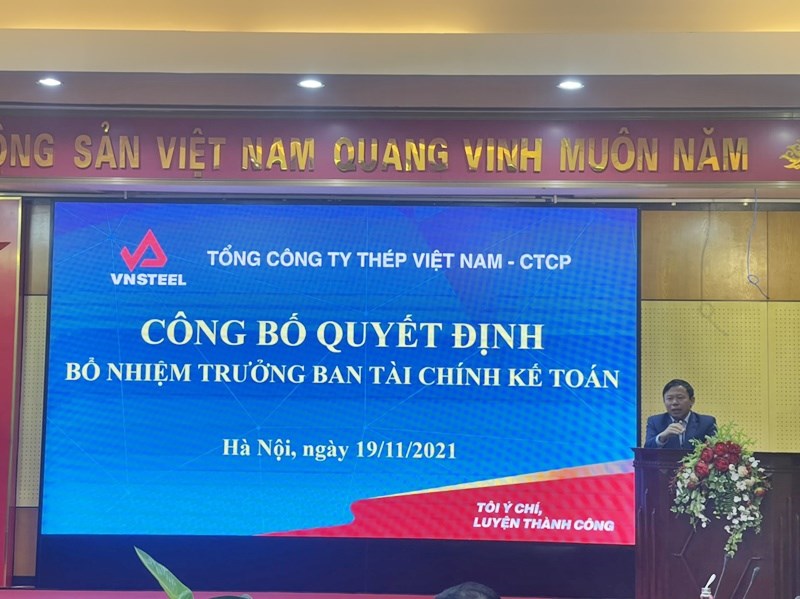 ỘNG SẢN VIỆT NAM QUANG VINH MUÔN NĂM
VNSTEEL
TỔNG CÔNG TY THÉP VIỆT NAM - CTCP
CÔNG BỐ QUYẾT ĐỊNH
BỔ NHIỆM TRƯỞNG BAN TÀI CHÍNH KẾ TOÁN
Hà Nội, ngày 19/11/2021
TÔI Ý CHÍ,
LUYỆN THÀNH CÔNG